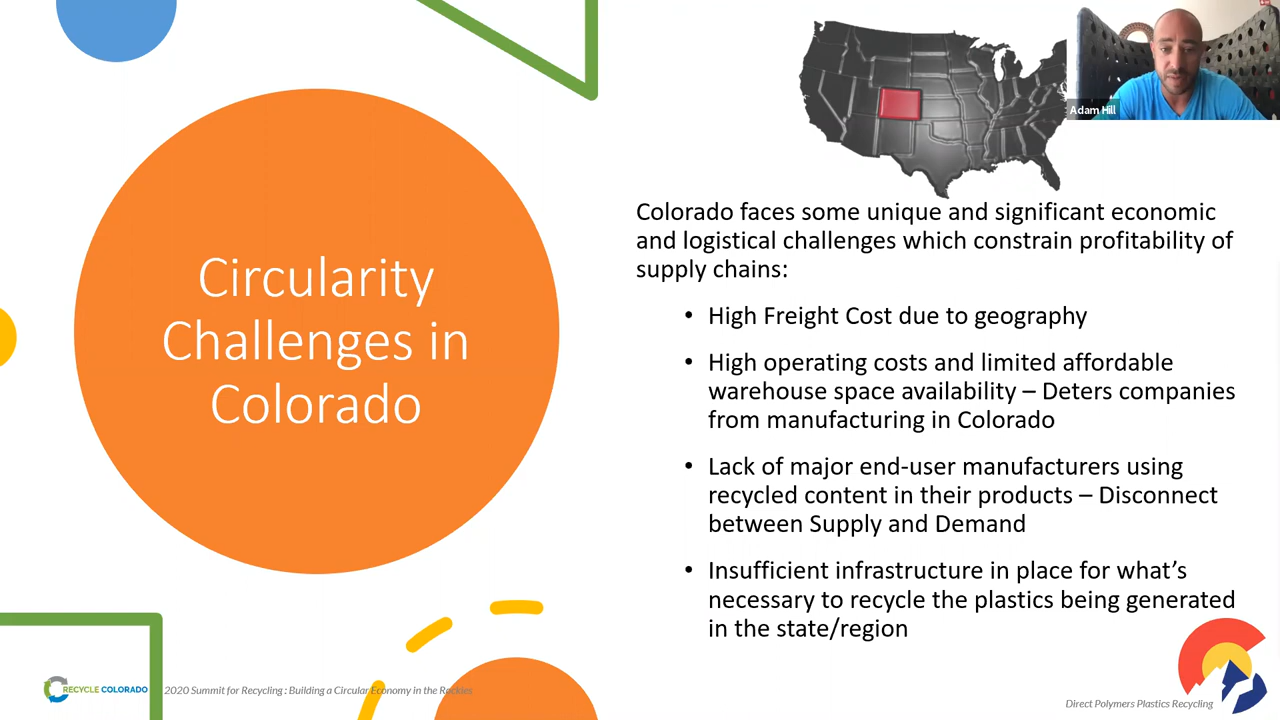 Adam Hill
Circularity
Challenges in
Colorado
Colorado faces some unique and significant economic
and logistical challenges which constrain profitability of
supply chains:
• High Freight Cost due to geography
• High operating costs and limited affordable
warehouse space availability – Deters companies
from manufacturing in Colorado
• Lack of major end-user manufacturers using
recycled content in their products – Disconnect
between Supply and Demand
• Insufficient infrastructure in place for what’s
necessary to recycle the plastics being generated
in the state/region
RECYCLE COLORADO
2020 Summit for Recycling : Building a Circular Economy in the Rockies
Direct Polymers Plastics Recycling